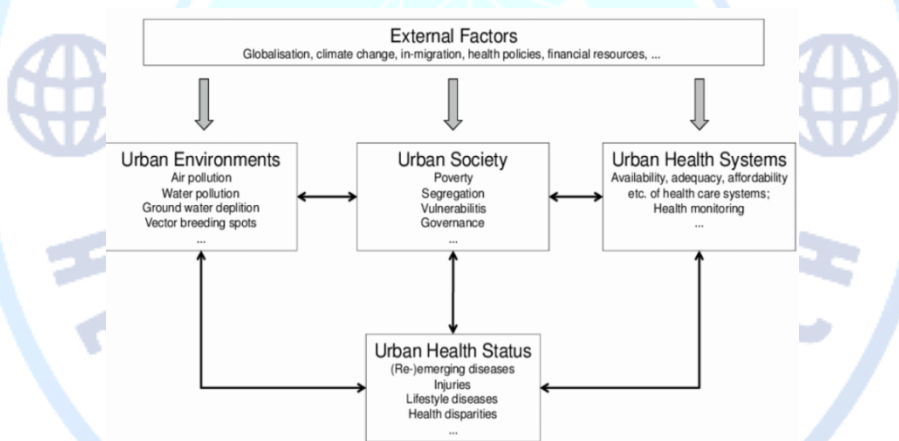 External Factors
Globalisation, climate change, in-migration, health policies, financial resources, ...
Urban Environments
Air pollution
Water pollution
Ground water deplition
Vector breeding spots
...
Urban Society
Poverty
Segregation
Vulnerabilitis
Governance
...
Urban Health Systems
Availability, adequacy, affordability
etc. of health care systems;
Health monitoring
...
Urban Health Status
(Re-)emerging diseases
Injuries
Lifestyle diseases
Health disparities
...